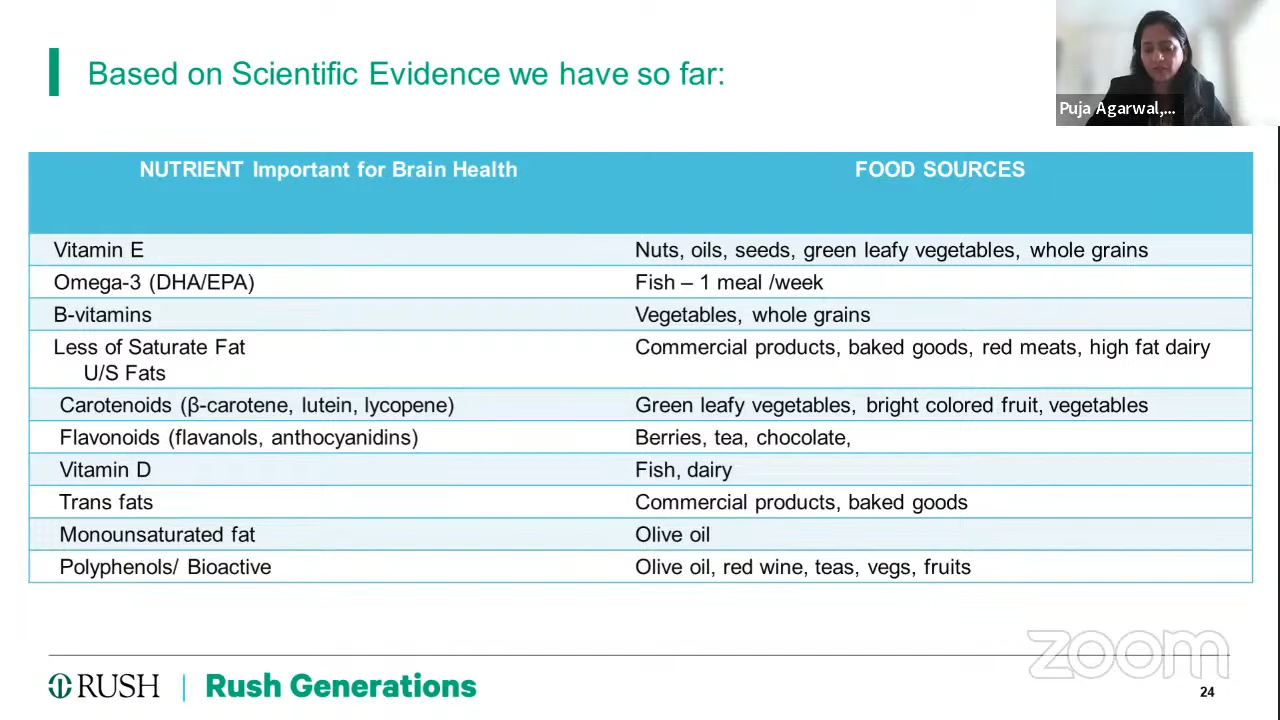 Based on Scientific Evidence we have so far:
Puja Agarwal,...
NUTRIENT Important for Brain Health FOOD SOURCES
Vitamin E Nuts, oils, seeds, green leafy vegetables, whole grains
Omega-3 (DHA/EPA) Fish – 1 meal /week
B-vitamins Vegetables, whole grains
Less of Saturate Fat Commercial products, baked goods, red meats, high fat dairy
U/S Fats
Carotenoids (β-carotene, lutein, lycopene) Green leafy vegetables, bright colored fruit, vegetables
Flavonoids (flavanols, anthocyanidins) Berries, tea, chocolate,
Vitamin D Fish, dairy
Trans fats Commercial products, baked goods
Monounsaturated fat Olive oil
Polyphenols/ Bioactive Olive oil, red wine, teas, vegs, fruits
zoom
RUSH | Rush Generations
24